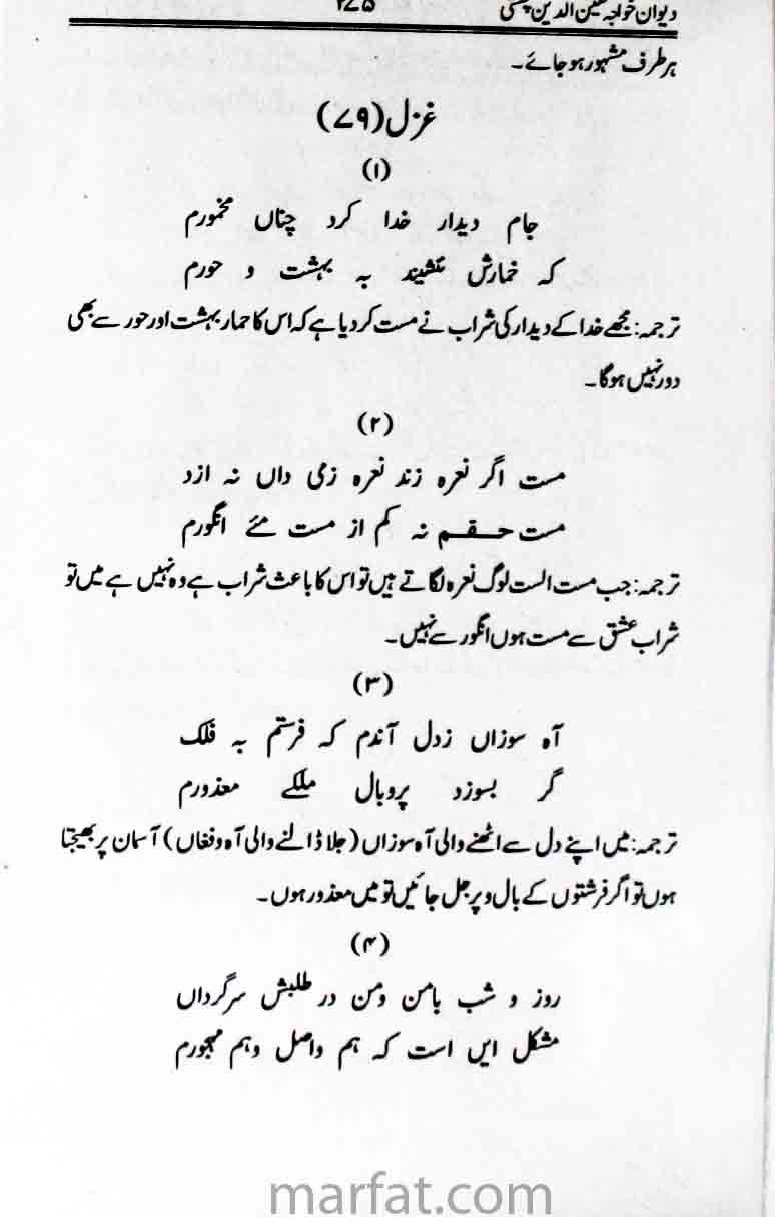 دیوان خواجہ معین الدین چشتی ۲۷۵
ہر طرف مشہور ہو جائے۔
غزل (۷۹)
(۱)
جام دیدار خدا کرد چناں مخمورم
کہ خمارش ننشیند بہ بہشت و حورم
ترجمہ: مجھے خدا کے دیدار کی شراب نے مست کر دیا ہے کہ اس کا خمار بہشت اور حور سے بھی
دور نہیں ہوگا۔
(۲)
مست اگر نعرہ زند نعرہ زمی داں نہ ازد
مست حقم نہ کم از مست مئے انگورم
ترجمہ: جب مست الست لوگ نعرہ لگاتے ہیں تو اس کا باعث شراب ہے وہ نہیں ہے میں تو
شراب عشق سے مست ہوں انگور سے نہیں۔
(۳)
آہ سوزاں زدل آندم کہ فرستم بہ فلک
گر بسوزد پروبال ملکے معذورم
ترجمہ: میں اپنے دل سے اٹھنے والی آہ سوزاں (جلا ڈالنے والی آہ و فغاں) آسمان پر بھیجتا
ہوں تو اگر فرشتوں کے بال و پر جل جائیں تو میں معذور ہوں۔
(۴)
روز و شب بامن ومن در طلبش سرگرداں
مشکل ایں است کہ ہم واصل وہم مہجورم
marfat.com